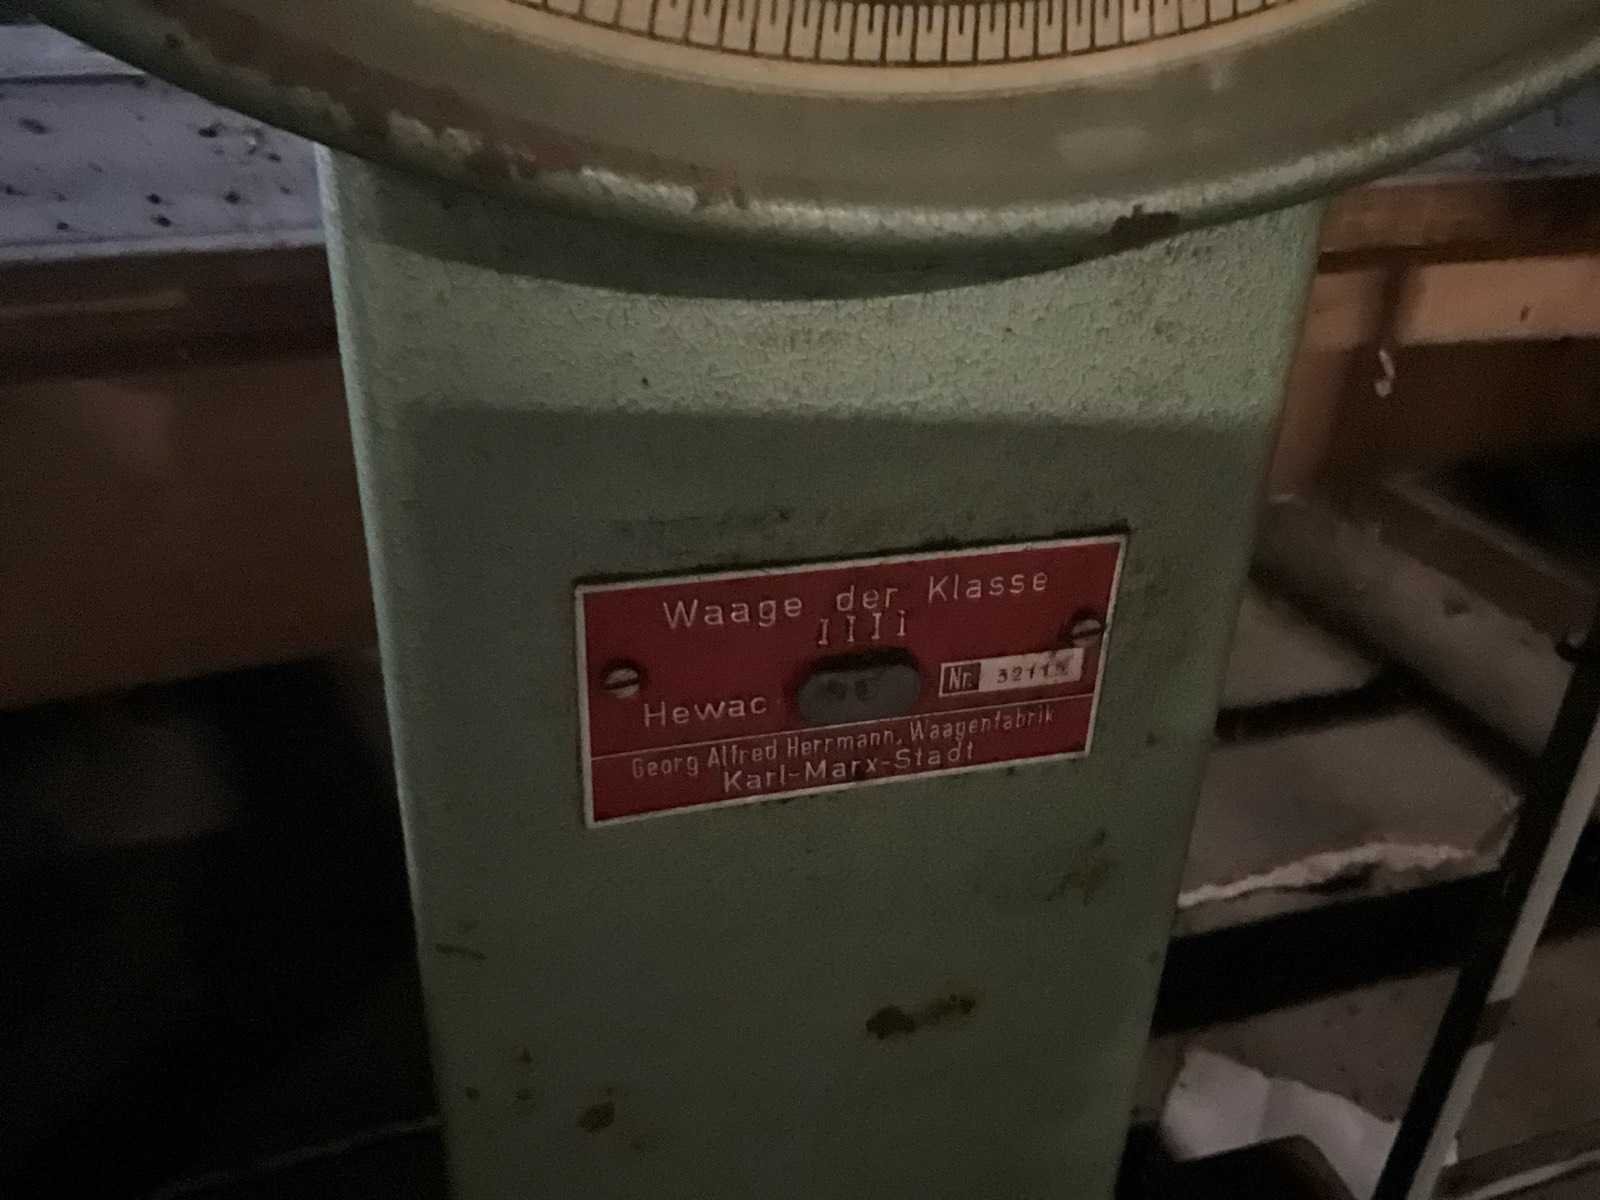 Waage der Klasse
IIIi
Hewac
Nr.
Georg Alfred Herrmann, Waagenfabrik
Karl-Marx-Stadt